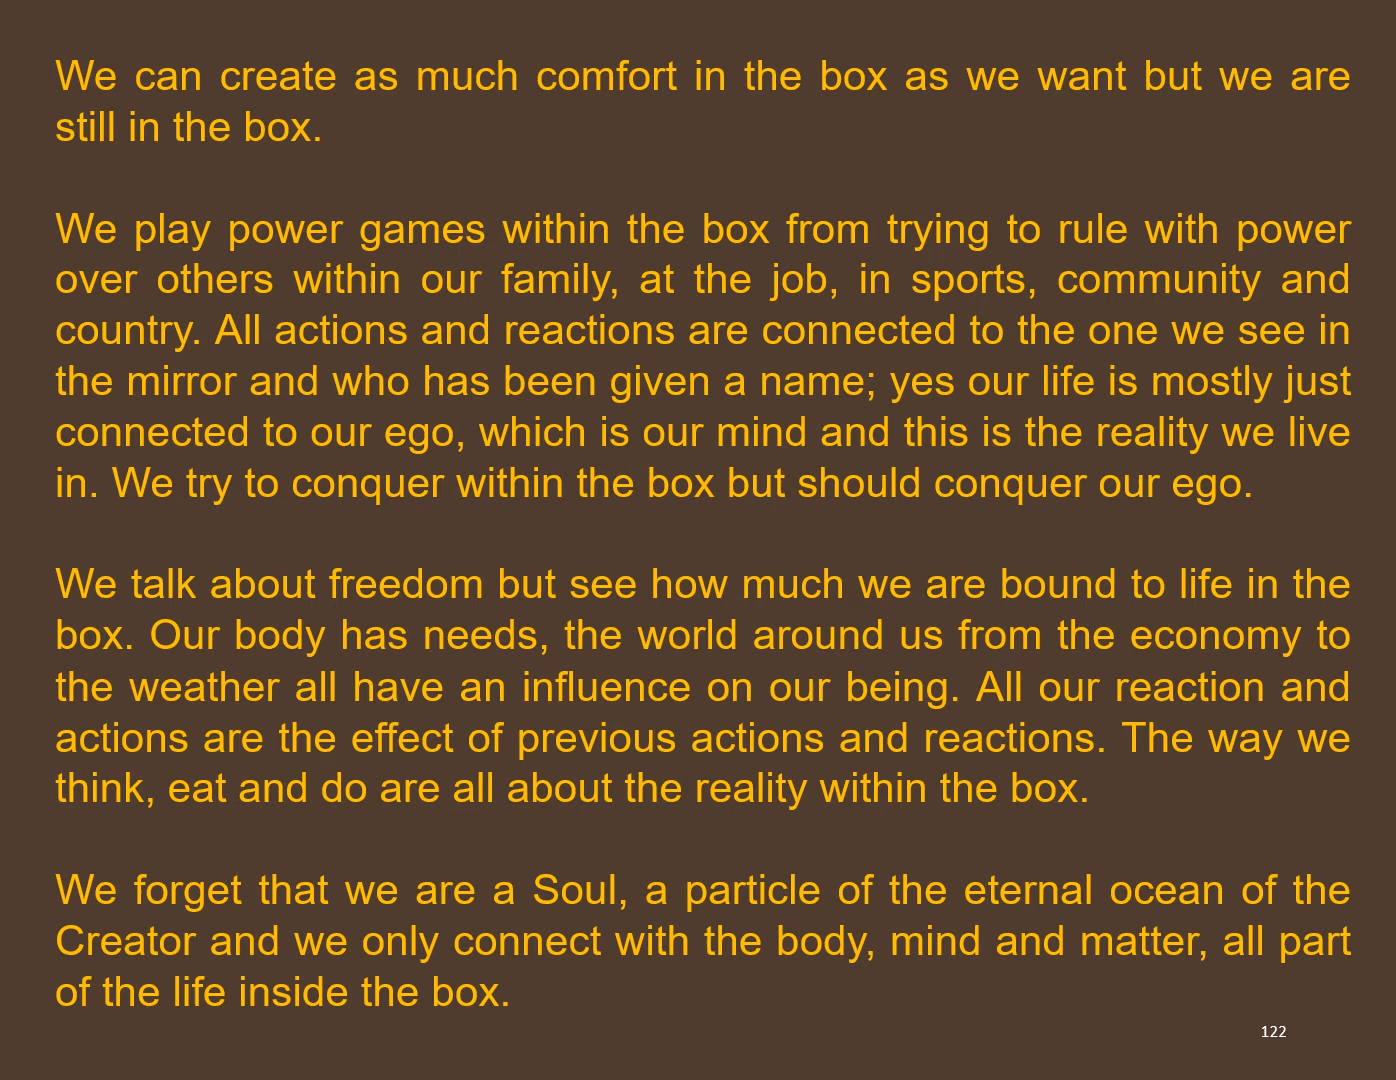 We can create as much comfort in the box as we want but we are
still in the box.
We play power games within the box from trying to rule with power
over others within our family, at the job, in sports, community and
country. All actions and reactions are connected to the one we see in
the mirror and who has been given a name; yes our life is mostly just
connected to our ego, which is our mind and this is the reality we live
in. We try to conquer within the box but should conquer our ego.
We talk about freedom but see how much we are bound to life in the
box. Our body has needs, the world around us from the economy to
the weather all have an influence on our being. All our reaction and
actions are the effect of previous actions and reactions. The way we
think, eat and do are all about the reality within the box.
We forget that we are a Soul, a particle of the eternal ocean of the
Creator and we only connect with the body, mind and matter, all part
of the life inside the box.
122